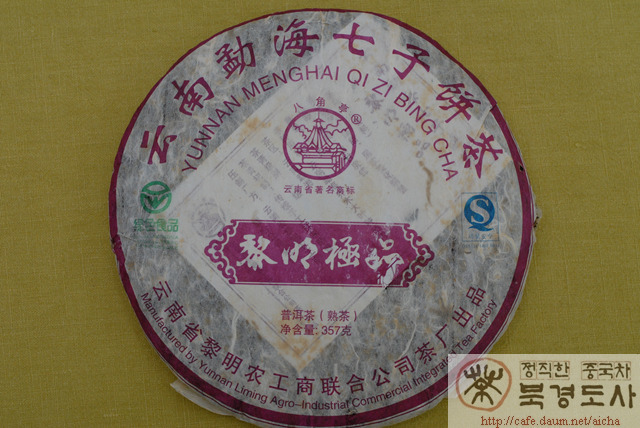 云南勐海七子饼茶
YUNNAN MENGHAI QI ZI BING CHA
八角亭®
云南省著名商标
QS
黎明極品
普洱茶（熟茶）
净含量: 357克
云南省黎明农工商联合公司茶厂出品
Manufactured by Yunnan Liming Agro-Industrial Commercial Integrated Tea Factory
정직한 중국차
茶
북경도사
http://cafe.daum.net/aicha